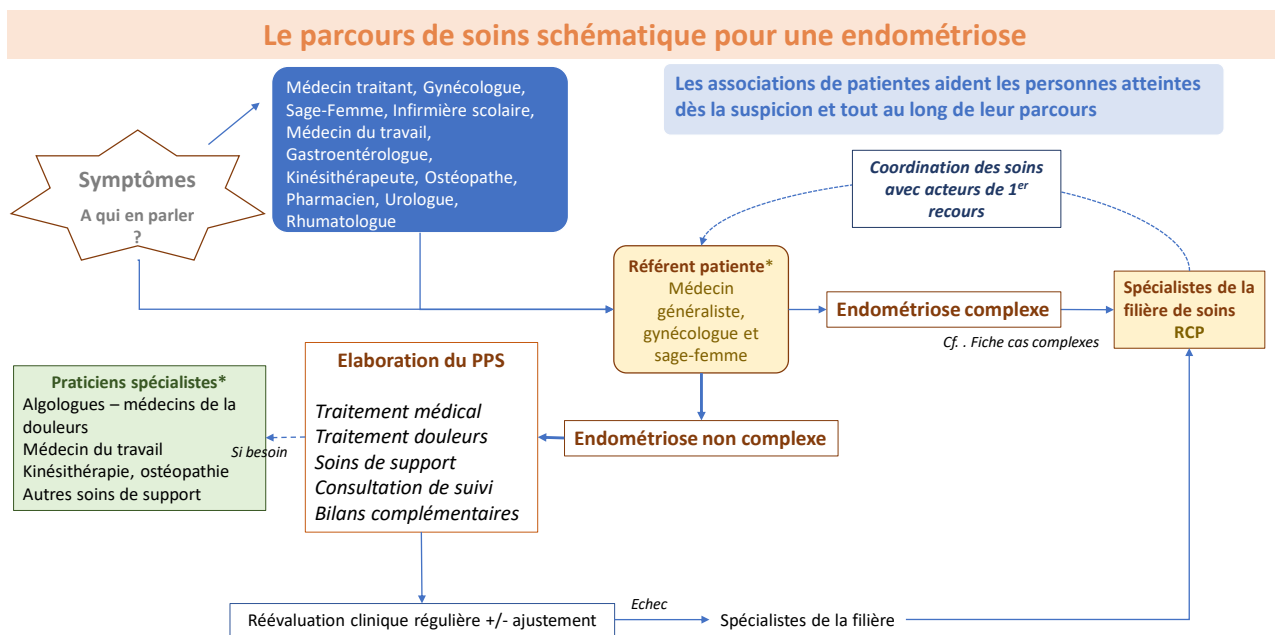 Le parcours de soins schématique pour une endométriose
Médecin traitant, Gynécologue,
Sage-Femme, Infirmière scolaire,
Médecin du travail,
Gastroentérologue,
Kinésithérapeute, Ostéopathe,
Pharmacien, Urologue,
Rhumatologue
Les associations de patientes aident les personnes atteintes
dès la suspicion et tout au long de leur parcours
Symptômes
A qui en parler
?
Coordination des soins
avec acteurs de 1er
recours
Référent patiente*
Médecin
généraliste,
gynécologue et
sage-femme
Endométriose complexe
Cf. . Fiche cas complexes
Spécialistes de la
filière de soins
RCP
Elaboration du PPS
Traitement médical
Traitement douleurs
Soins de support
Consultation de suivi
Bilans complémentaires
Endométriose non complexe
Si besoin
Praticiens spécialistes*
Algologues – médecins de la
douleurs
Médecin du travail
Kinésithérapie, ostéopathie
Autres soins de support
Réévaluation clinique régulière +/- ajustement
Echec
Spécialistes de la filière